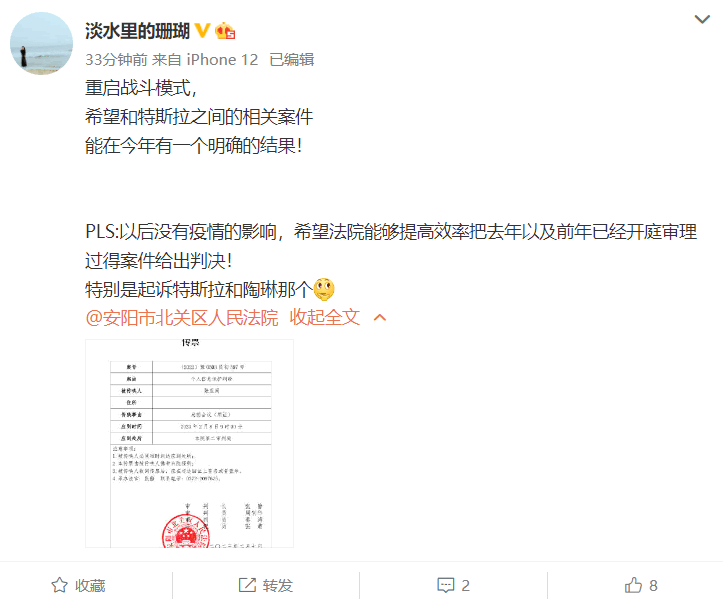 淡水里的珊瑚
33分钟前 来自 iPhone 12 已编辑
重启战斗模式，
希望和特斯拉之间的相关案件
能在今年有一个明确的结果！
PLS:以后没有疫情的影响，希望法院能够提高效率把去年以及前年已经开庭审理
过得案件给出判决！
特别是起诉特斯拉和陶琳那个
@安阳市北关区人民法院 收起全文
传票
案号
案由
被传唤人
住所
传唤事由
应到时间
应到处所
注意事项：
收藏
转发
2
8